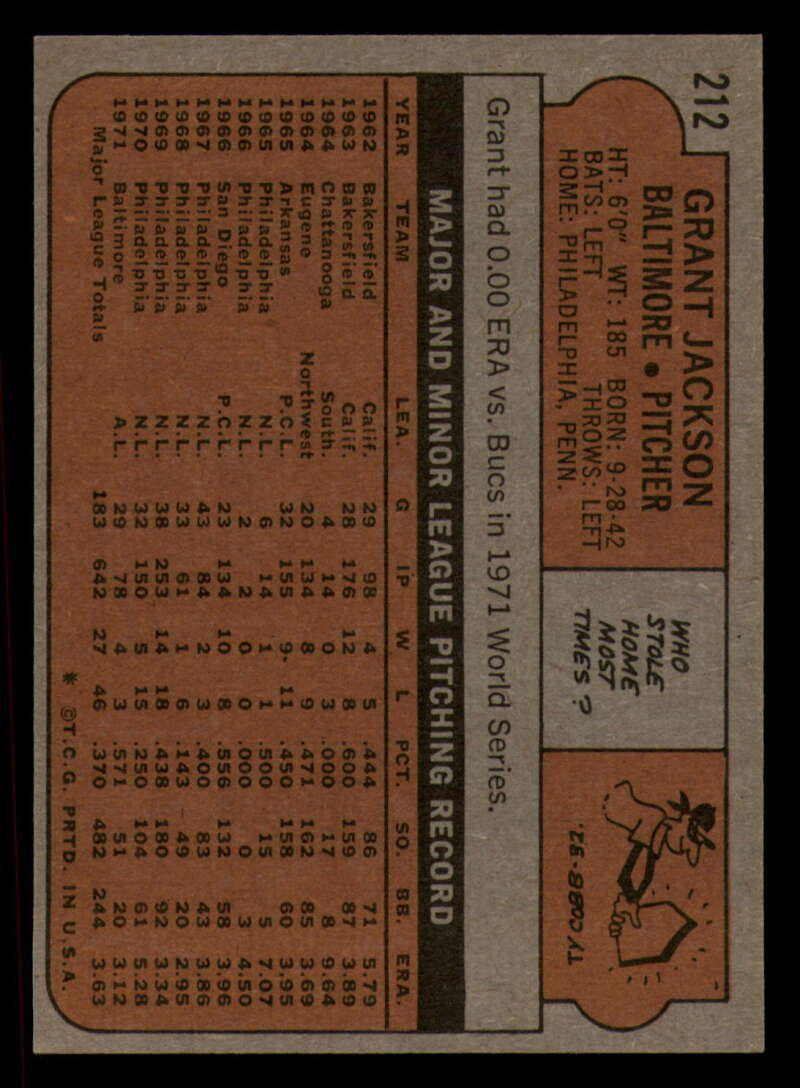 212
GRANT JACKSON
BALTIMORE • PITCHER
HT: 6'0" WT: 185 BORN: 9-28-42
BATS: LEFT THROWS: LEFT
HOME: PHILADELPHIA, PENN.
WHO
STOLE
HOME
MOST
TIMES?
TY COBB-32.
Grant had 0.00 ERA vs. Bucs in 1971 World Series.
MAJOR AND MINOR LEAGUE PITCHING RECORD
YEAR TEAM LEA. G IP W L PCT. SO. BB. ERA.
1962 Bakersfield Calif. 29 98 4 5 .444 86 71 5.79
1963 Bakersfield Calif. 28 176 12 8 .600 159 87 3.89
1964 Chattanooga South. 4 14 0 3 .000 17 8 9.64
1964 Eugene Northwest 20 134 8 9 .471 162 85 3.69
1965 Arkansas P.C.L. 32 155 9 11 .450 158 60 3.95
1965 Philadelphia N.L. 6 14 1 1 .500 15 5 7.07
1966 Philadelphia N.L. 2 2 0 0 .000 0 3 4.50
1966 San Diego P.C.L. 23 134 10 8 .556 132 58 3.96
1967 Philadelphia N.L. 43 84 2 3 .400 83 43 3.86
1968 Philadelphia N.L. 33 61 1 6 .143 49 20 2.95
1969 Philadelphia N.L. 38 253 14 18 .438 180 92 3.34
1970 Philadelphia N.L. 32 150 5 15 .250 104 61 5.28
1971 Baltimore A.L. 29 78 4 3 .571 51 20 3.12
Major League Totals 183 642 27 46 .370 482 244 3.63
* ©T.C.G. PRTD. IN U.S.A.